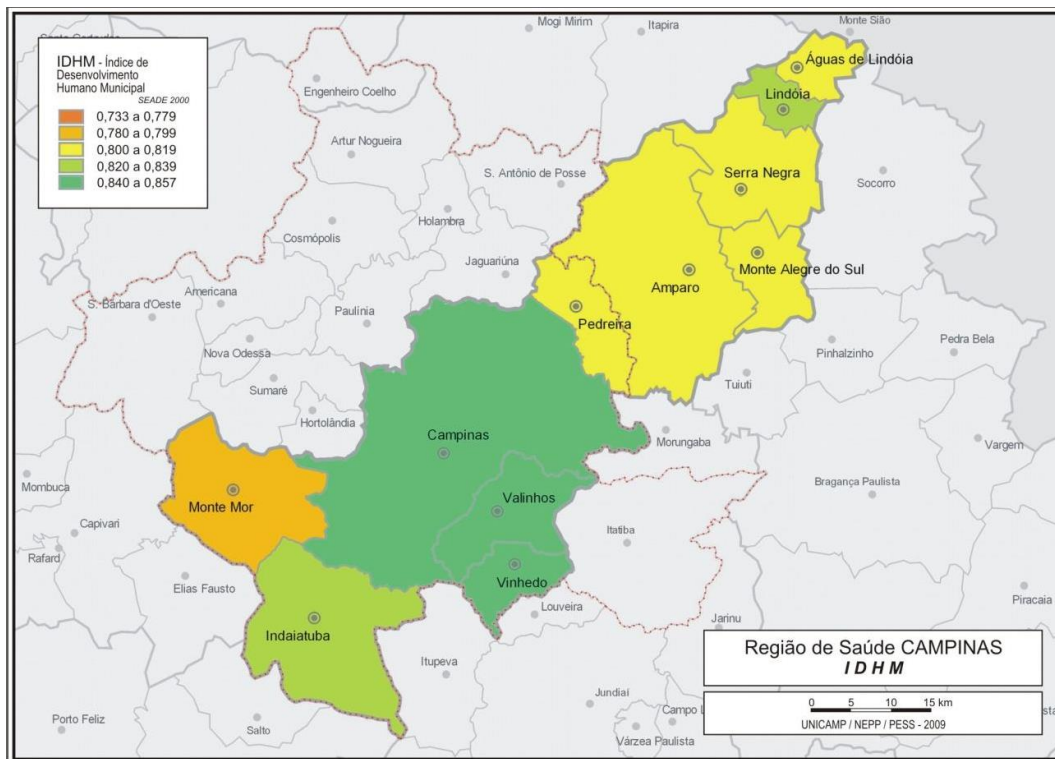 Mogi Mirim
Itapira
Monte Sião
IDHM - Índice de
Desenvolvimento
Humano Municipal
SEADE 2000
0,733 a 0,779
0,780 a 0,799
0,800 a 0,819
0,820 a 0,839
0,840 a 0,857
Águas de Lindóia
Engenheiro Coelho
Lindóia
Artur Nogueira
S. Antônio de Posse
Serra Negra
Socorro
Holambra
Cosmópolis
Jaguariúna
Monte Alegre do Sul
Amparo
Americana
S. Bárbara d'Oeste
Paulínia
Pedreira
Pinhalzinho
Pedra Bela
Nova Odessa
Tuiuti
Sumaré
Hortolândia
Campinas
Morungaba
Vargem
Mombuca
Monte Mor
Valinhos
Bragança Paulista
Capivari
Itatiba
Rafard
Elias Fausto
Vinhedo
Piracaia
Louveira
Jarinu
Indaiatuba
Itupeva
Região de Saúde CAMPINAS
IDHM
Jundiaí
0 5 10 15 km
Porto Feliz
Salto
Campo L
UNICAMP / NEPP / PESS - 2009
Várzea Paulista